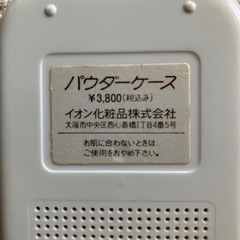 パウダーケース
¥3,800(税込み)
イオン化粧品株式会社
大阪市中央区西心斎橋1丁目4番5号
お肌に合わないときは、
ご使用をおやめ下さい。